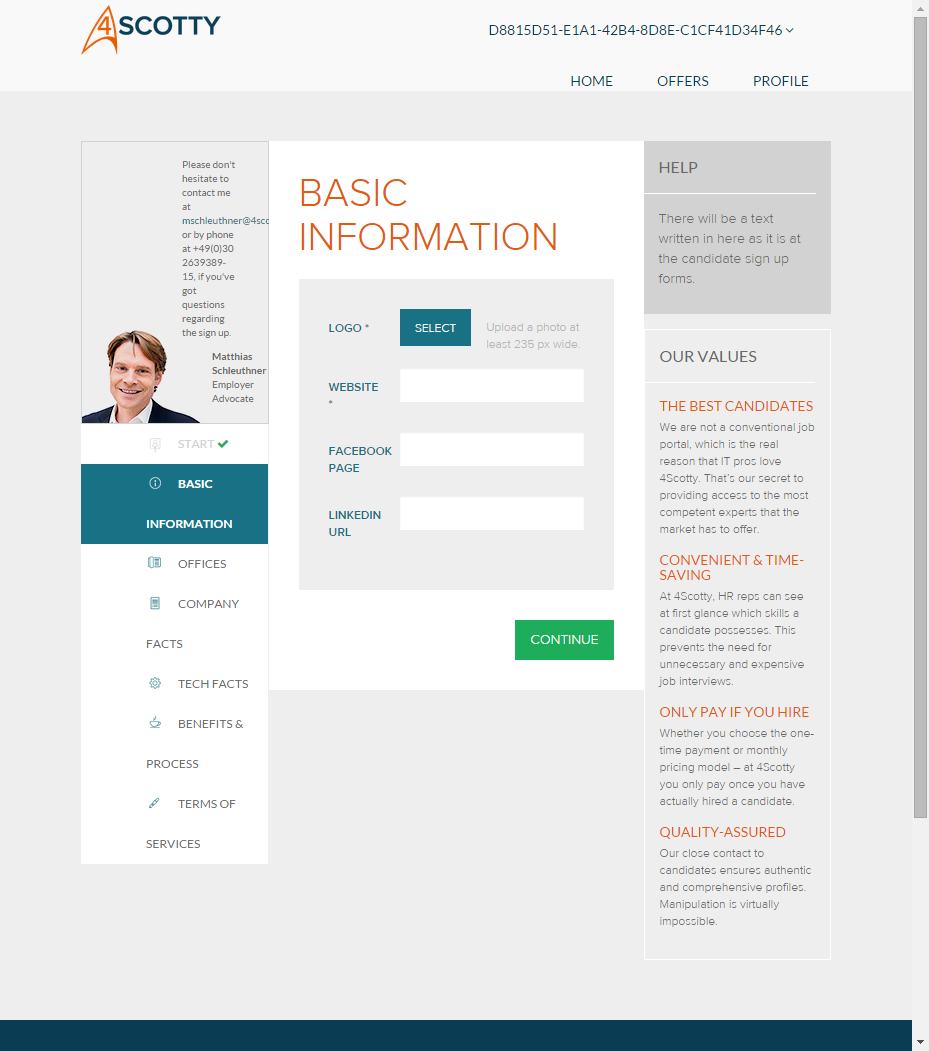 4SCOTTY
D8815D51-E1A1-42B4-8D8E-C1CF41D34F46
HOME OFFERS PROFILE
Please don't
hesitate to
contact me
at
mschleuthner@4sco
or by phone
at +49(0)30
2639389-
15, if you've
got
questions
regarding
the sign up.
Matthias
Schleuthner
Employer
Advocate
START
BASIC
INFORMATION
OFFICES
COMPANY
FACTS
TECH FACTS
BENEFITS &
PROCESS
TERMS OF
SERVICES
BASIC
INFORMATION
LOGO *
SELECT
Upload a photo at
least 235 px wide.
WEBSITE
*
FACEBOOK
PAGE
LINKEDIN
URL
CONTINUE
HELP
There will be a text
written in here as it is at
the candidate sign up
forms.
OUR VALUES
THE BEST CANDIDATES
We are not a conventional job
portal, which is the real
reason that IT pros love
4Scotty. That's our secret to
providing access to the most
competent experts that the
market has to offer.
CONVENIENT & TIME-
SAVING
At 4Scotty, HR reps can see
at first glance which skills a
candidate possesses. This
prevents the need for
unnecessary and expensive
job interviews.
ONLY PAY IF YOU HIRE
Whether you choose the one-
time payment or monthly
pricing model – at 4Scotty
you only pay once you have
actually hired a candidate.
QUALITY-ASSURED
Our close contact to
candidates ensures authentic
and comprehensive profiles.
Manipulation is virtually
impossible.